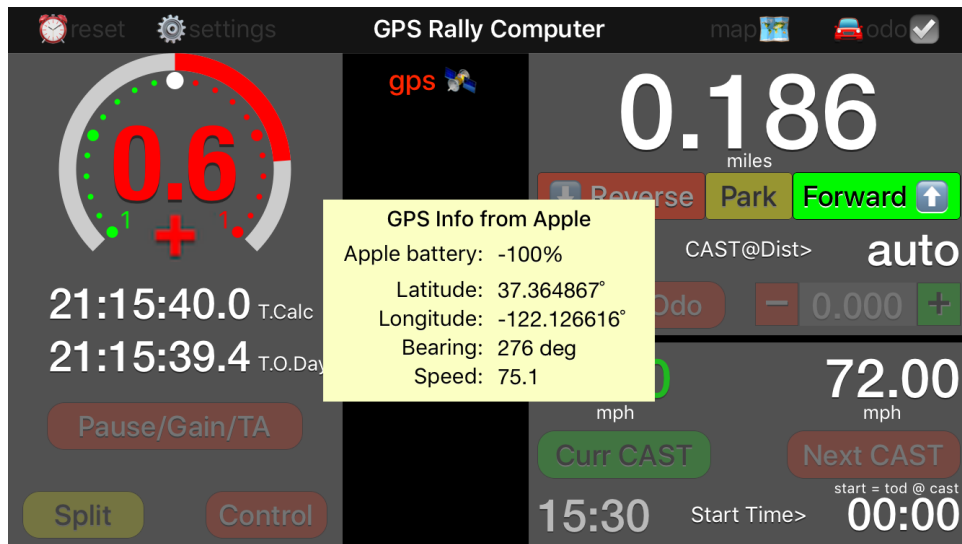 reset settings GPS Rally Computer map odo
gps
0.6
1 1
+
0.186
miles
Reverse Park Forward
GPS Info from Apple
Apple battery: -100%
Latitude: 37.364867°
Longitude: -122.126616°
Bearing: 276 deg
Speed: 75.1
CAST@Dist> auto
Odo - 0.000 +
21:15:40.0 T.Calc
21:15:39.4 T.O.Day
0 72.00
mph mph
Pause/Gain/TA
Curr CAST Next CAST
start = tod @ cast
Split Control
15:30 Start Time> 00:00